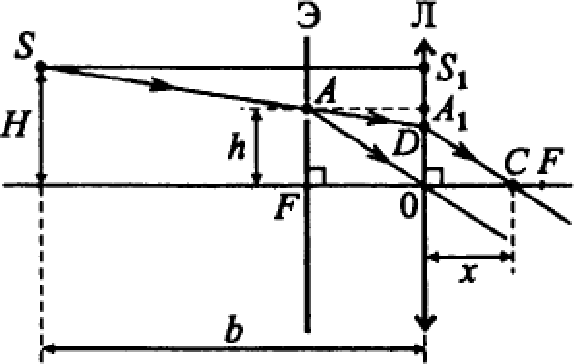 Э Л
S S₁
A A₁
H h D C F
F 0
x
b